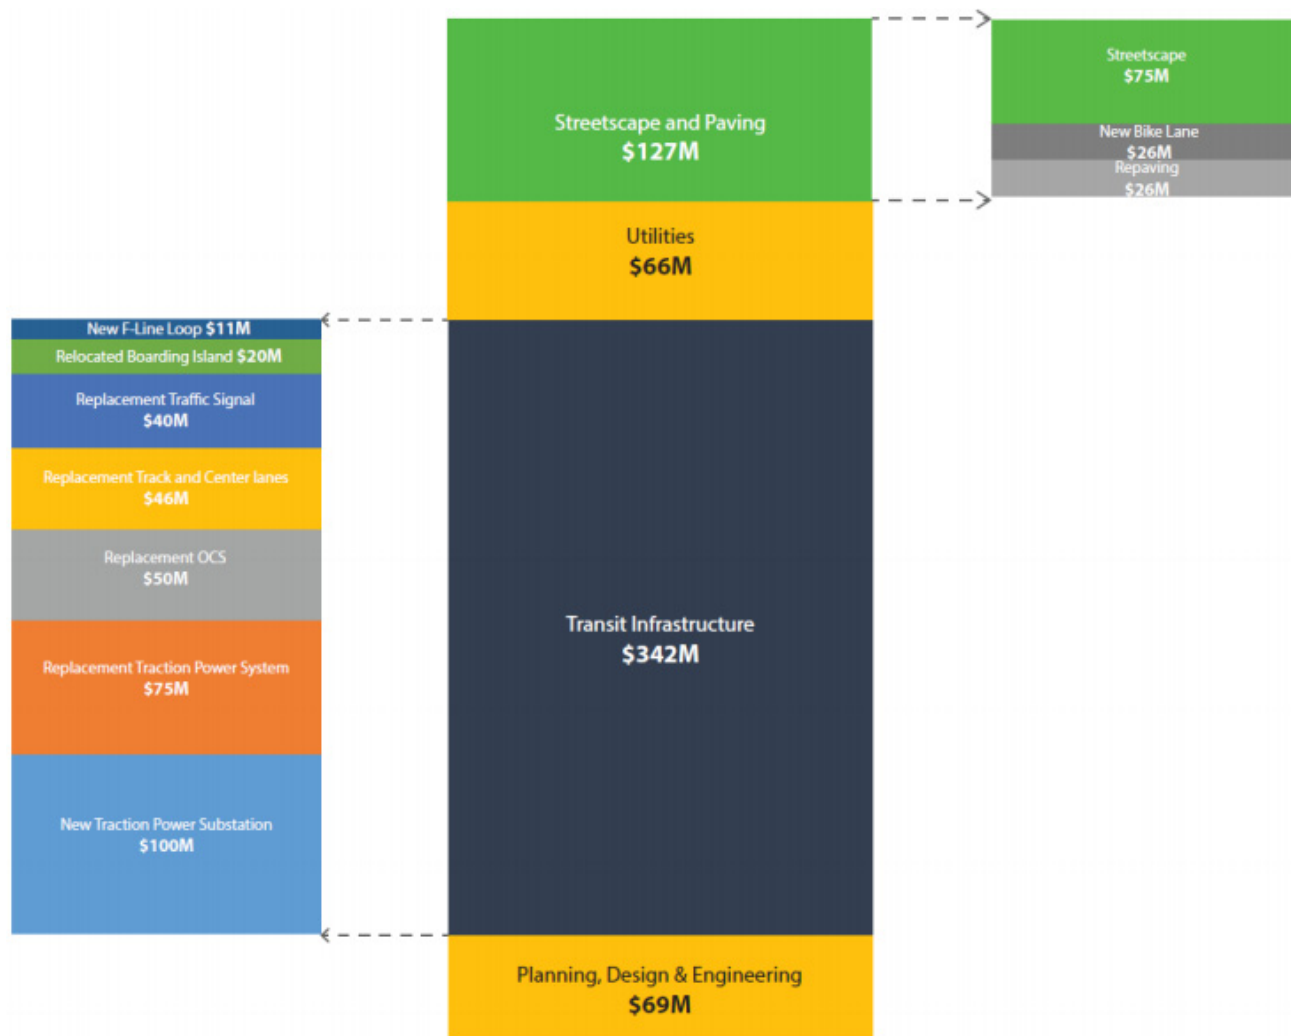 Streetscape and Paving
$127M
Utilities
$66M
Transit Infrastructure
$342M
Planning, Design & Engineering
$69M
Streetscape
$75M
New Bike Lane
$26M
Repaving
$26M
New F-Line Loop $11M
Relocated Boarding Island $20M
Replacement Traffic Signal
$40M
Replacement Track and Center lanes
$46M
Replacement OCS
$50M
Replacement Traction Power System
$75M
New Traction Power Substation
$100M